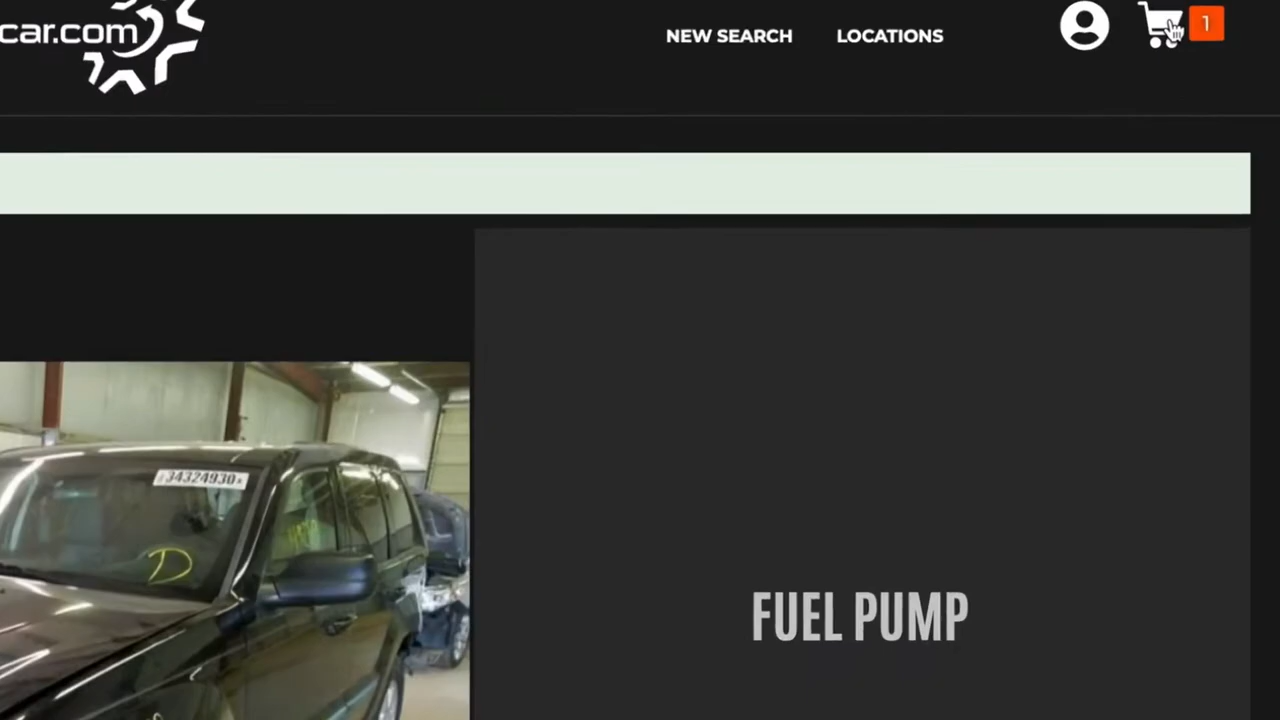 car.com
NEW SEARCH
LOCATIONS
1
34324930
D
FUEL PUMP